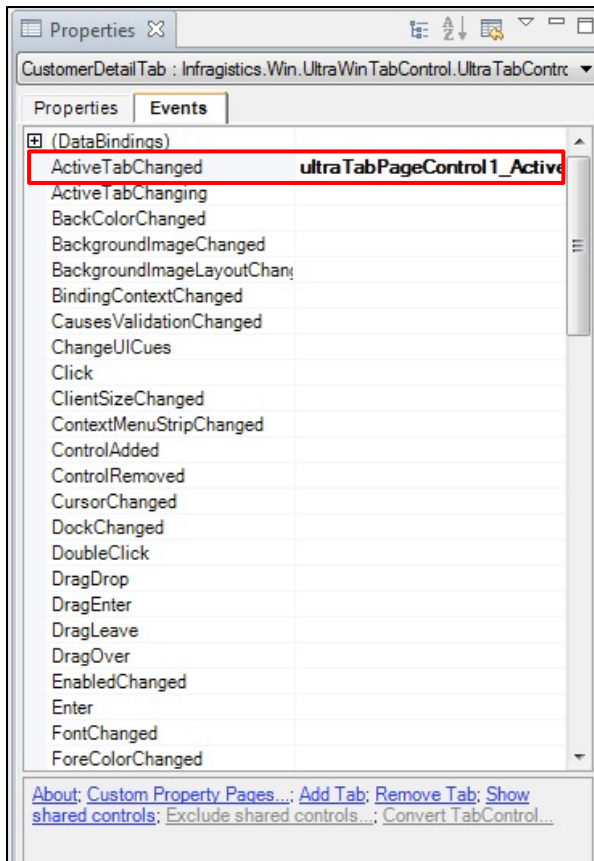 Properties
CustomerDetailTab : Infragistics.Win.UltraWinTabControl.UltraTabContrc
Properties Events
(DataBindings)
ActiveTabChanged ultraTabPageControl1_Active
ActiveTabChanging
BackColorChanged
BackgroundImageChanged
BackgroundImageLayoutChang
BindingContextChanged
CausesValidationChanged
ChangeUICues
Click
ClientSizeChanged
ContextMenuStripChanged
ControlAdded
ControlRemoved
CursorChanged
DockChanged
DoubleClick
DragDrop
DragEnter
DragLeave
DragOver
EnabledChanged
Enter
FontChanged
ForeColorChanged
About; Custom Property Pages...; Add Tab; Remove Tab; Show
shared controls; Exclude shared controls...; Convert TabControl...